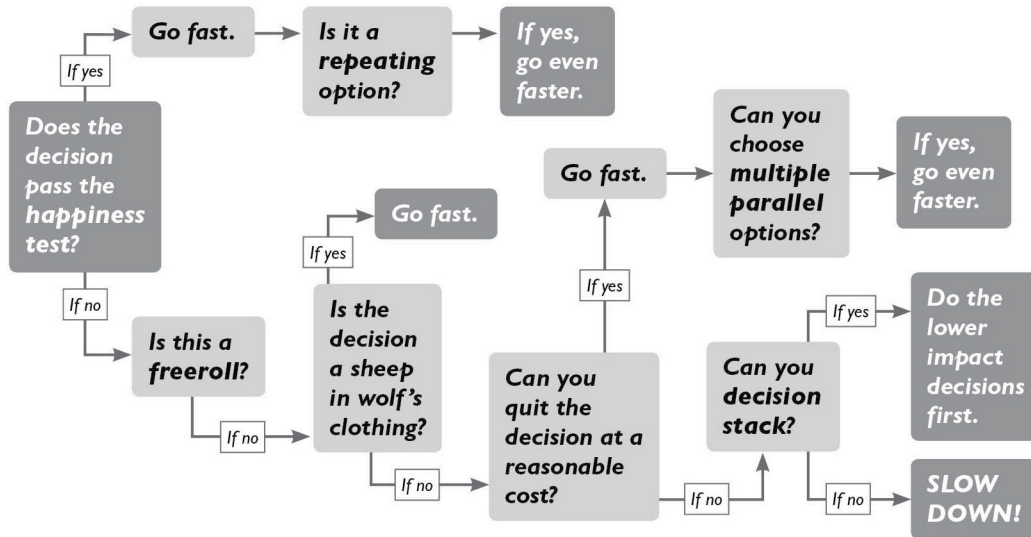 Go fast.
Is it a
repeating
option?
If yes,
go even
faster.
If yes
Does the
decision
pass the
happiness
test?
If no
Is this a
freeroll?
If no
Go fast.
If yes
Is the
decision
a sheep
in wolf's
clothing?
If no
Go fast.
Can you
choose
multiple
parallel
options?
If yes,
go even
faster.
If yes
Can you
quit the
decision at a
reasonable
cost?
If no
Can you
decision
stack?
If yes
Do the
lower
impact
decisions
first.
If no
SLOW
DOWN!